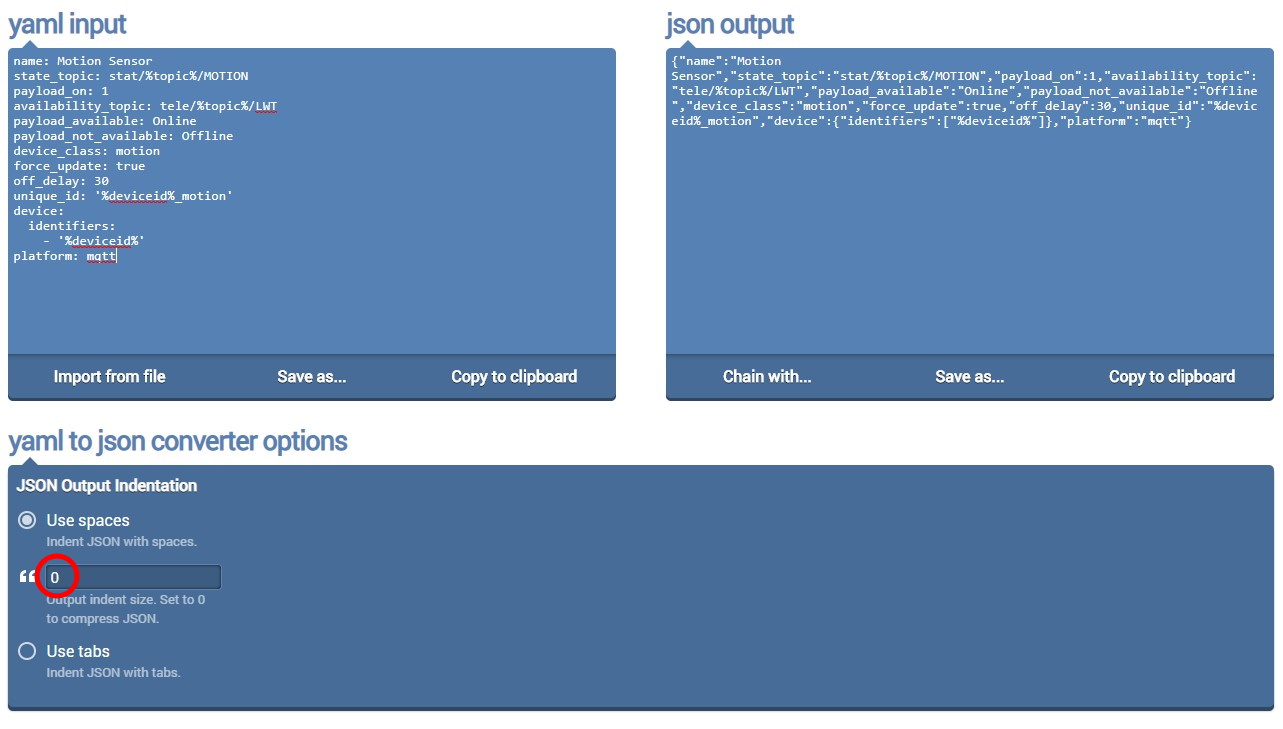 yaml input
name: Motion Sensor
state_topic: stat/%topic%/MOTION
payload_on: 1
availability_topic: tele/%topic%/LWT
payload_available: Online
payload_not_available: Offline
device_class: motion
force_update: true
off_delay: 30
unique_id: '%deviceid%_motion'
device:
  identifiers:
    - '%deviceid%'
platform: mqtt
Import from file
Save as...
Copy to clipboard
json output
{"name":"Motion
Sensor","state_topic":"stat/%topic%/MOTION","payload_on":1,"availability_topic":
"tele/%topic%/LWT","payload_available":"Online","payload_not_available":"Offline
","device_class":"motion","force_update":true,"off_delay":30,"unique_id":"%devic
eid%_motion","device":{"identifiers":["%deviceid%"]},"platform":"mqtt"}
Chain with...
Save as...
Copy to clipboard
yaml to json converter options
JSON Output Indentation
Use spaces
Indent JSON with spaces.
0
Output indent size. Set to 0
to compress JSON.
Use tabs
Indent JSON with tabs.